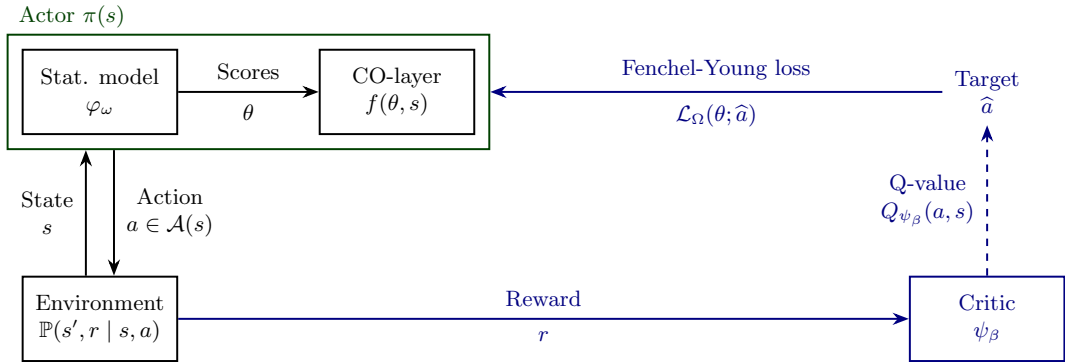 Actor π(s)
Stat. model
φ_ω
Scores
θ
CO-layer
f(θ, s)
Fenchel-Young loss
ℒ_Ω(θ; â)
Target
â
State
s
Action
a ∈ 𝒜(s)
Q-value
Q_{ψ_β}(a, s)
Environment
ℙ(s′, r | s, a)
Reward
r
Critic
ψ_β